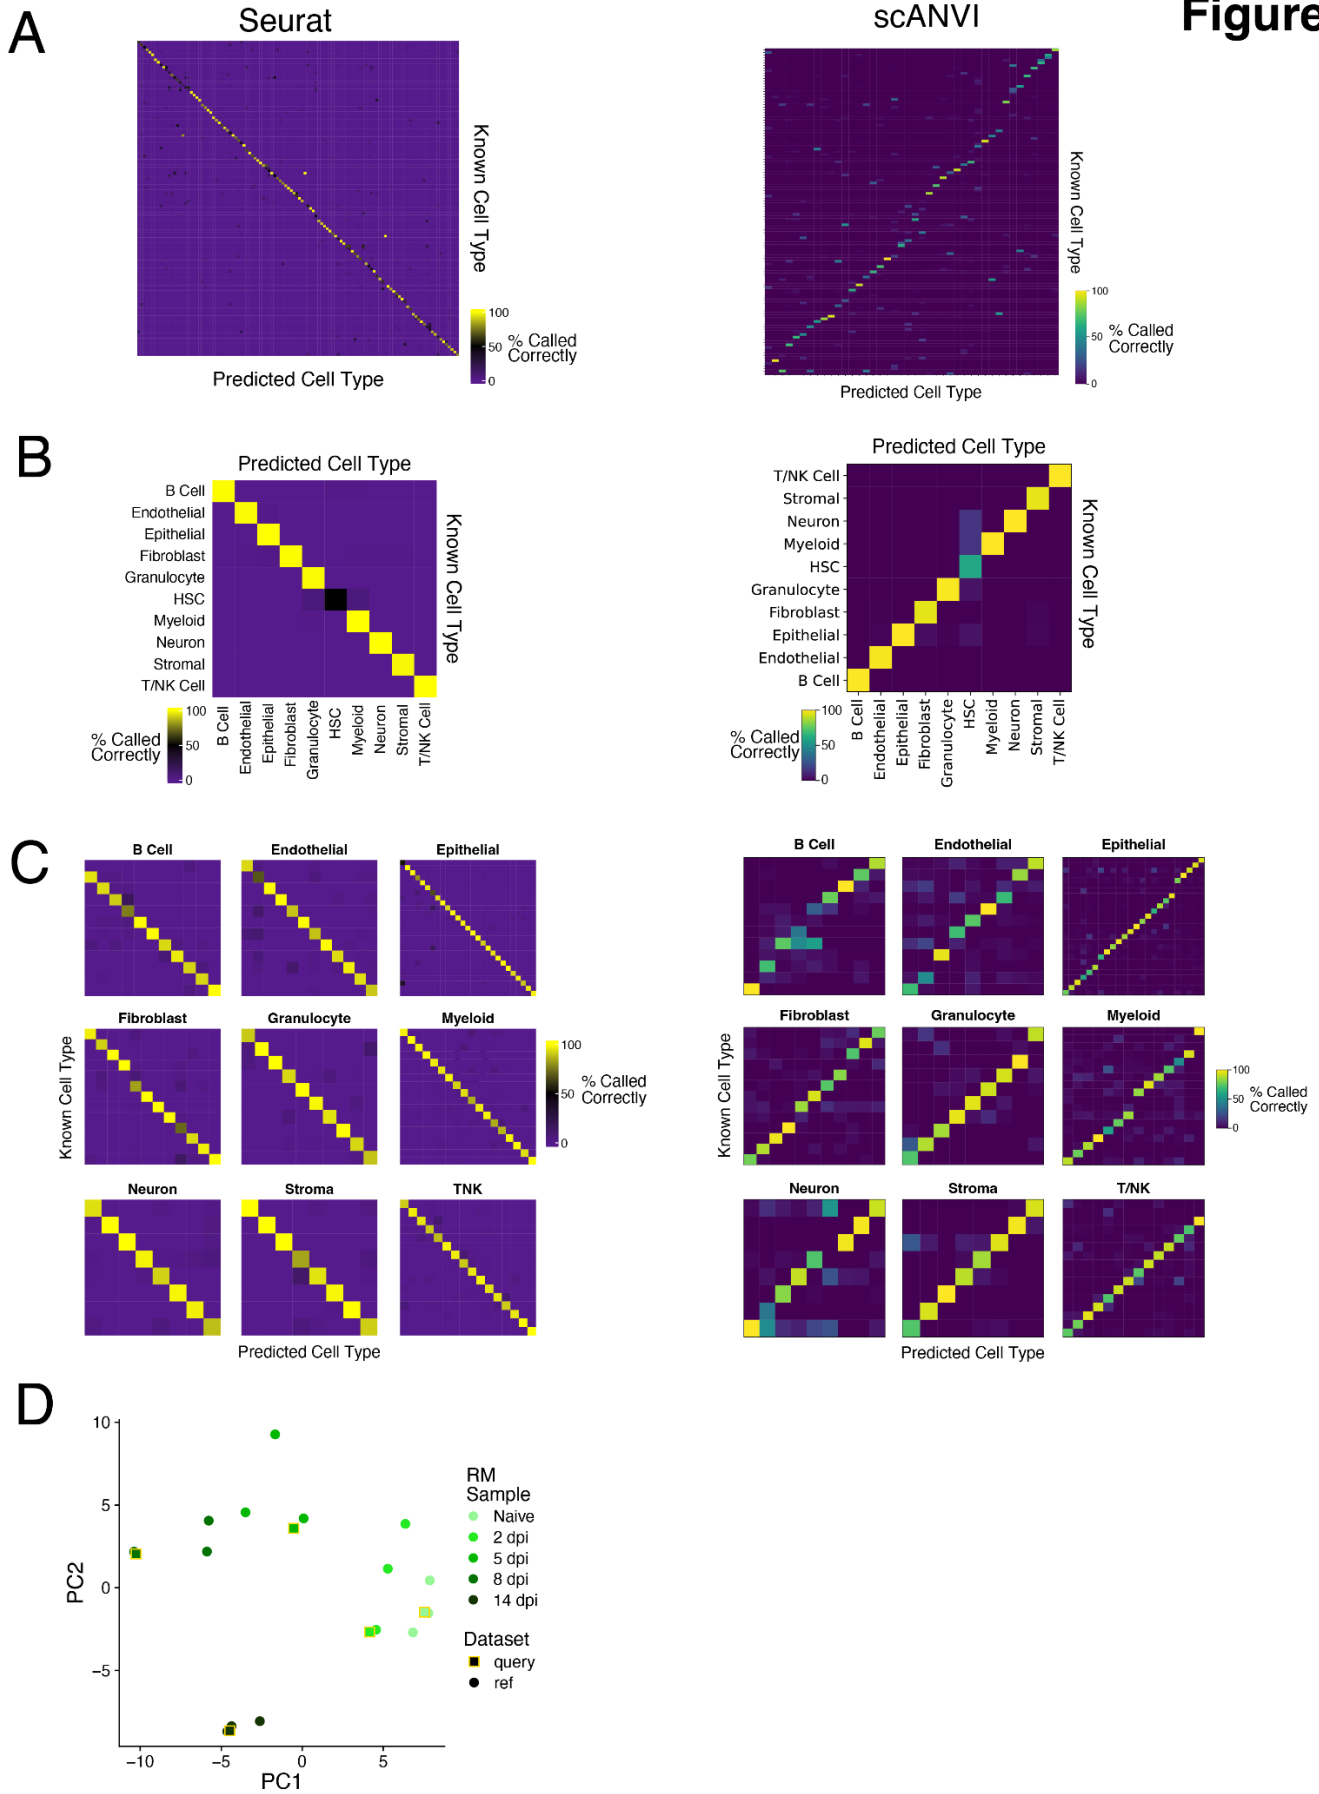 A
Seurat
scANVI
Figure
Known Cell Type
100
50
0
% Called
Correctly
Predicted Cell Type
Known Cell Type
100
50
0
% Called
Correctly
Predicted Cell Type
B
Predicted Cell Type
B Cell
Endothelial
Epithelial
Fibroblast
Granulocyte
HSC
Myeloid
Neuron
Stromal
T/NK Cell
Known Cell Type
B Cell
Endothelial
Epithelial
Fibroblast
Granulocyte
HSC
Myeloid
Neuron
Stromal
T/NK Cell
% Called
Correctly
100
50
0
Predicted Cell Type
T/NK Cell
Stromal
Neuron
Myeloid
HSC
Granulocyte
Fibroblast
Epithelial
Endothelial
B Cell
Known Cell Type
B Cell
Endothelial
Epithelial
Fibroblast
Granulocyte
HSC
Myeloid
Neuron
Stromal
T/NK Cell
% Called
Correctly
100
50
0
C
B Cell
Endothelial
Epithelial
Fibroblast
Granulocyte
Myeloid
Known Cell Type
100
50
0
% Called
Correctly
Neuron
Stroma
TNK
Predicted Cell Type
B Cell
Endothelial
Epithelial
Fibroblast
Granulocyte
Myeloid
Known Cell Type
100
50
0
% Called
Correctly
Neuron
Stroma
T/NK
Predicted Cell Type
D
10
5
0
−5
PC2
−10
−5
0
5
PC1
RM
Sample
Naive
2 dpi
5 dpi
8 dpi
14 dpi
Dataset
query
ref